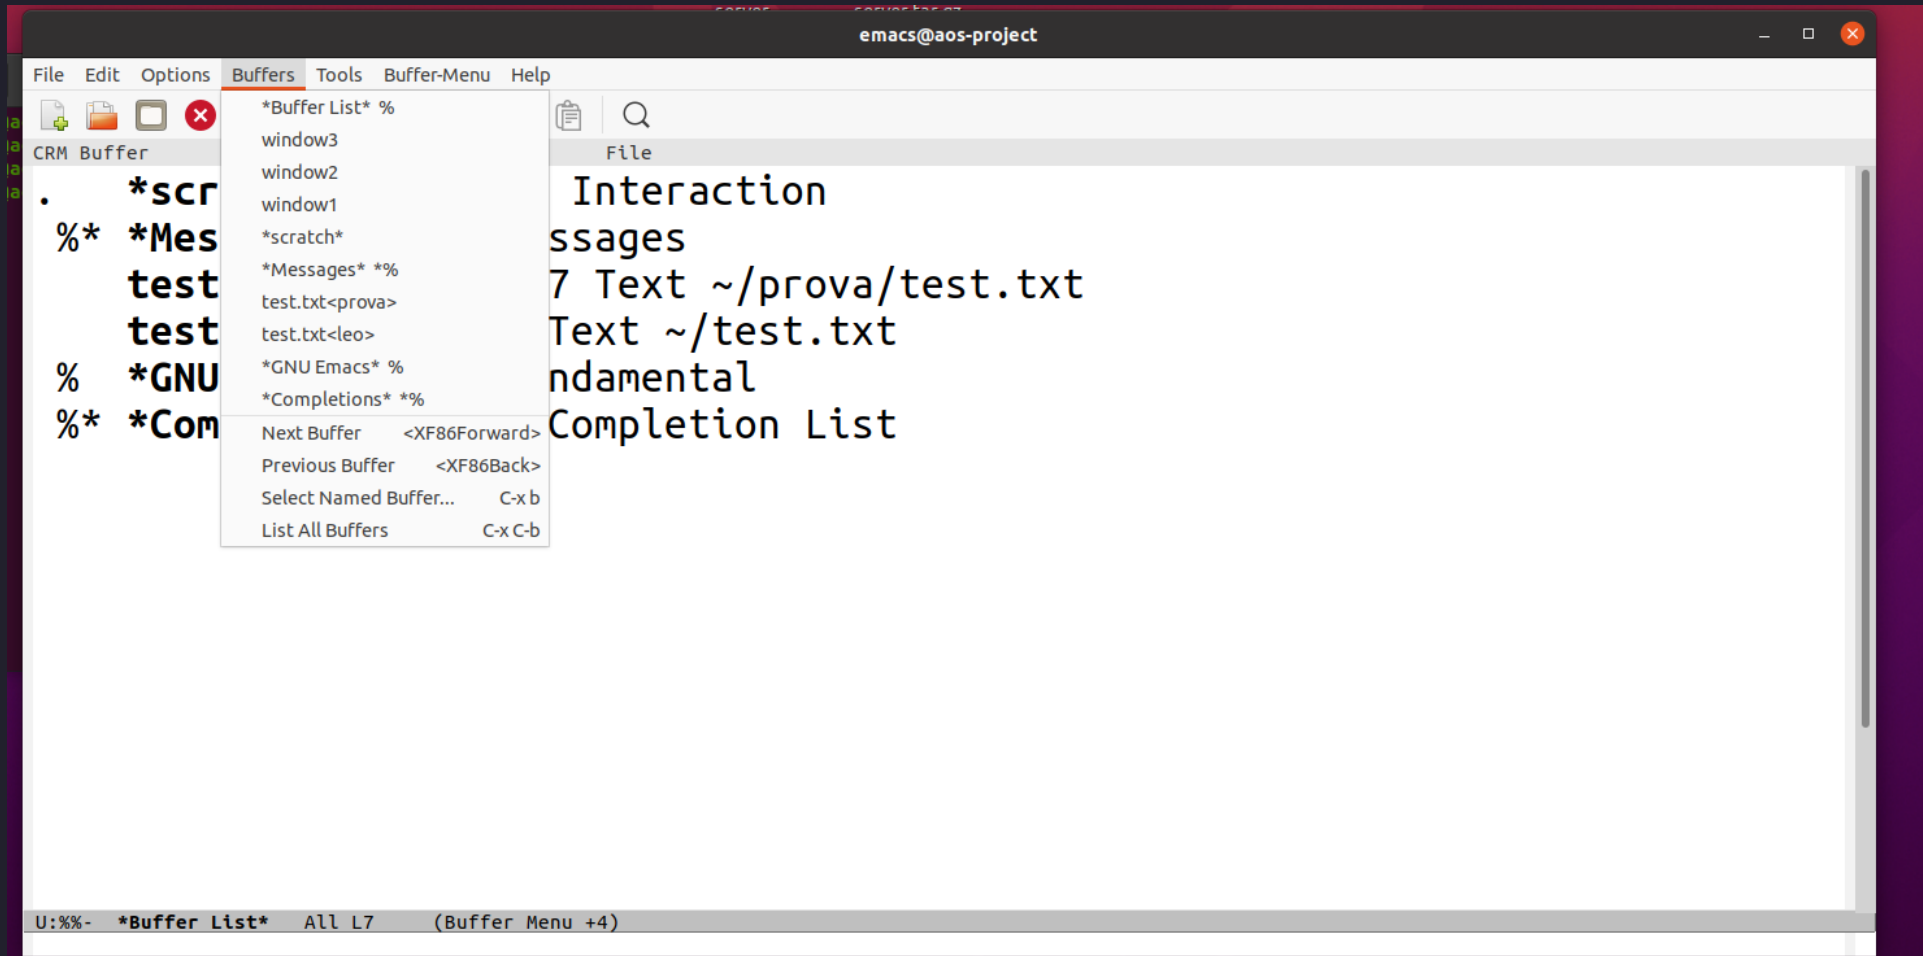 emacs@aos-project
File Edit Options Buffers Tools Buffer-Menu Help
CRM Buffer File
*Buffer List* %
window3
window2
window1
*scratch*
*Messages* *%
test.txt<prova>
test.txt<leo>
*GNU Emacs* %
*Completions* *%
Next Buffer <XF86Forward>
Previous Buffer <XF86Back>
Select Named Buffer... C-x b
List All Buffers C-x C-b
. *scr Interaction
%* *Mes ssages
test 7 Text ~/prova/test.txt
test Text ~/test.txt
% *GNU ndamental
%* *Com Completion List
U:%%- *Buffer List* All L7 (Buffer Menu +4)